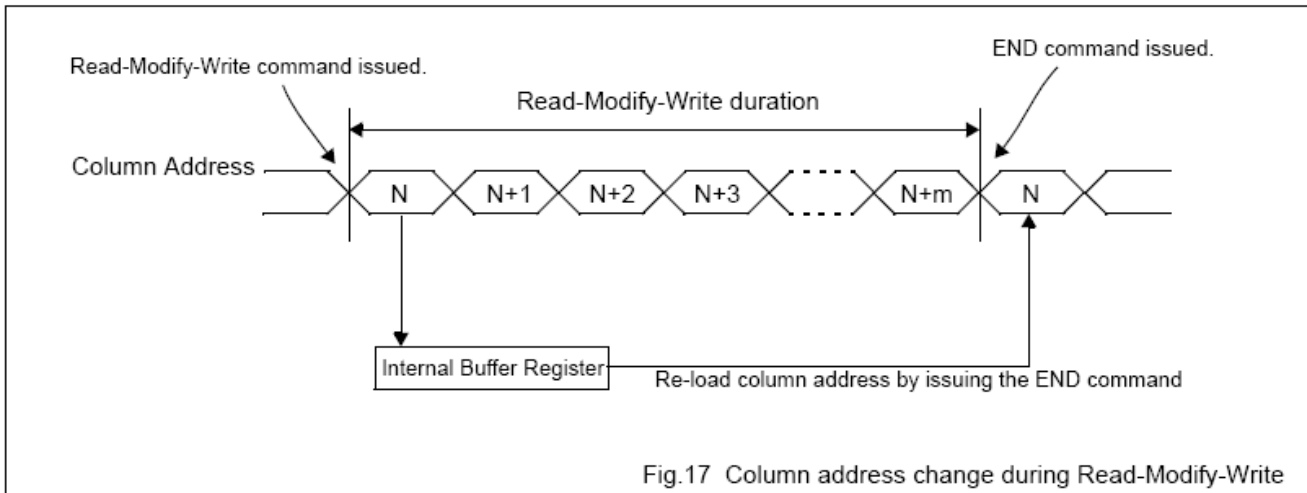 END command issued.
Read-Modify-Write command issued.
Read-Modify-Write duration
Column Address
N
N+1
N+2
N+3
N+m
N
Internal Buffer Register
Re-load column address by issuing the END command
Fig.17 Column address change during Read-Modify-Write